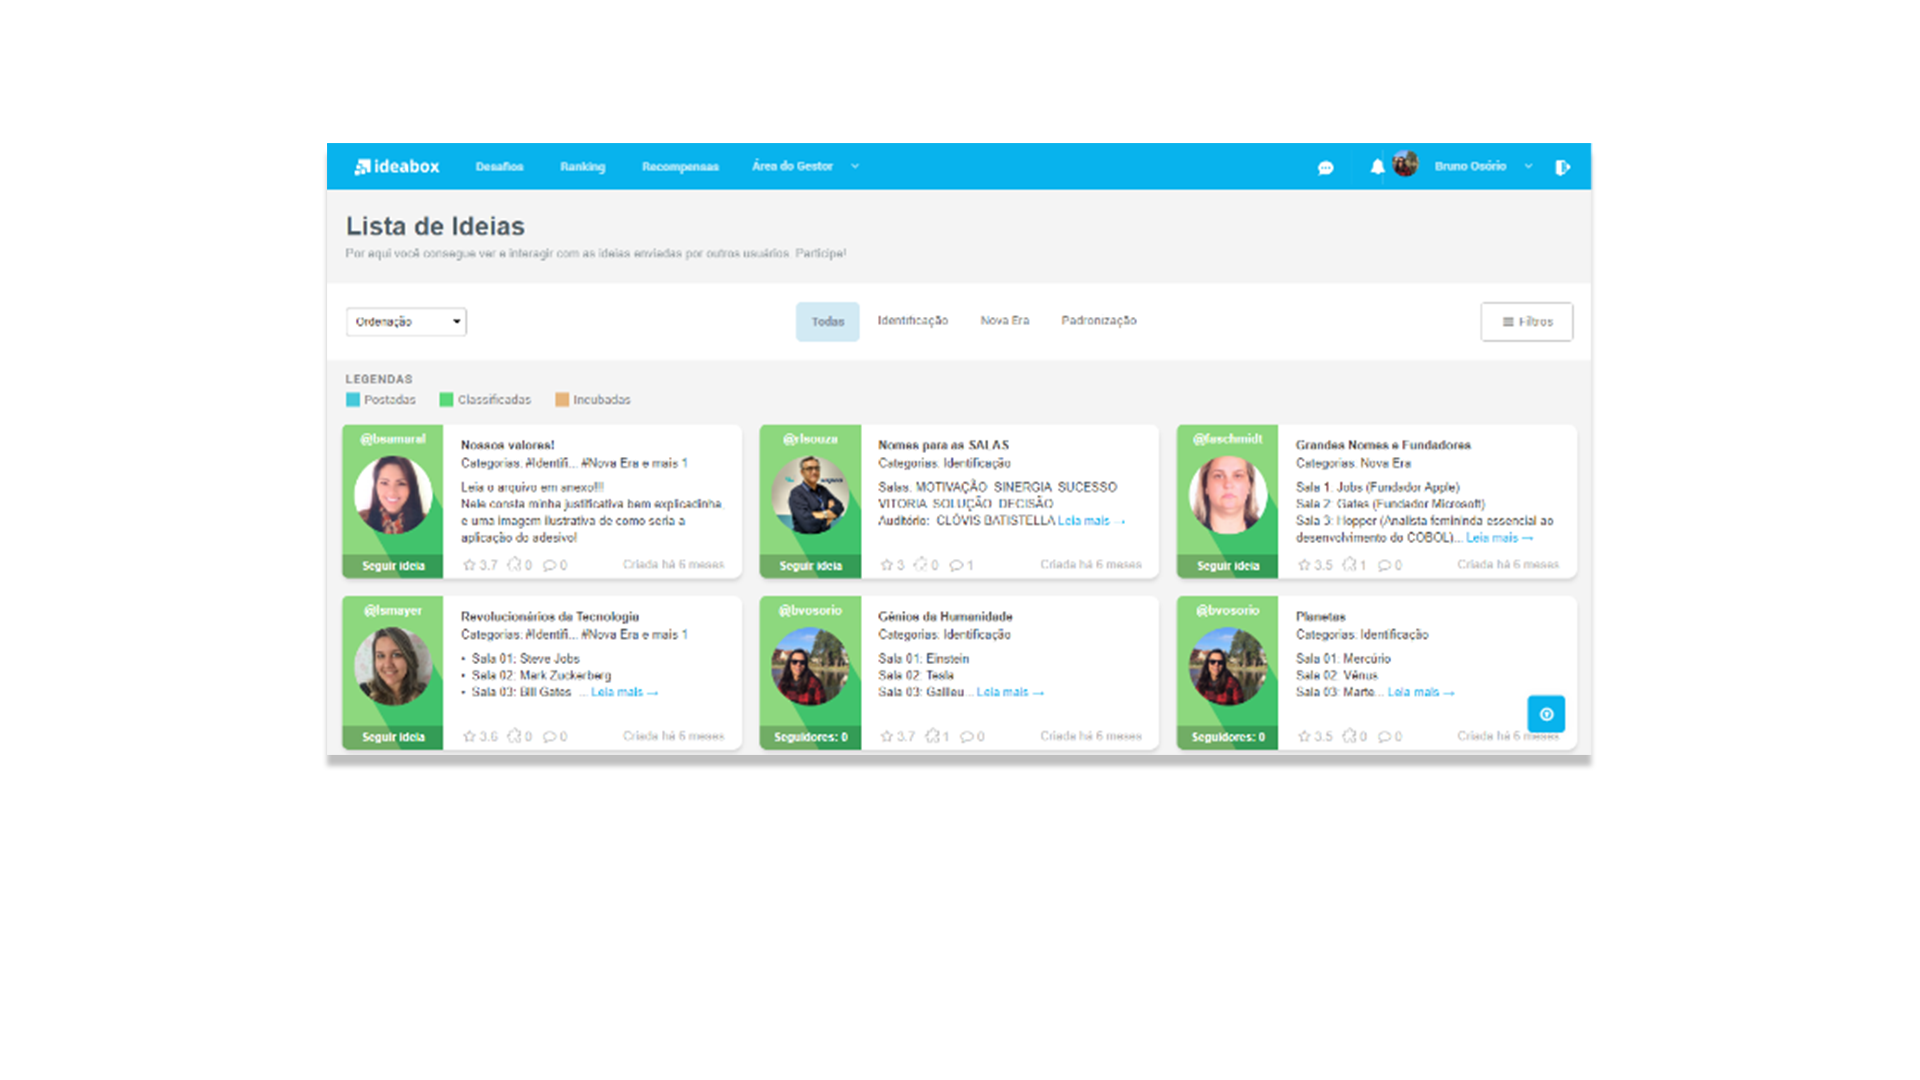 ideabox Desafios Ranking Recompensas Área do Gestor Bruno Osório
Lista de Ideias
Por aqui você consegue ver e interagir com as ideias enviadas por outros usuários. Participe!
Ordenação Todas Identificação Nova Era Padronização Filtros
LEGENDAS
Postadas Classificadas Incubadas
@bsamaral
Nossos valores!
Categorias: #Identifi... #Nova Era e mais 1
Leia o arquivo em anexo!!!
Nele consta minha justificativa bem explicadinha
e uma imagem ilustrativa de como seria a
aplicação do adesivo!
Seguir ideia 3.7 0 0 Criada há 6 meses
@rlsouza
Nomes para as SALAS
Categorias: Identificação
Salas: MOTIVAÇÃO SINERGIA SUCESSO
VITORIA SOLUÇÃO DECISÃO
Auditório: CLÓVIS BATISTELLA Leia mais →
Seguir ideia 3 0 1 Criada há 6 meses
@laschmidt
Grandes Nomes e Fundadores
Categorias: Nova Era
Sala 1: Jobs (Fundador Apple)
Sala 2: Gates (Fundador Microsoft)
Sala 3: Hopper (Analista femininda essencial ao
desenvolvimento do COBOL)... Leia mais →
Seguir ideia 3.5 1 0 Criada há 6 meses
@lsmayer
Revolucionários da Tecnologia
Categorias: #Identifi... #Nova Era e mais 1
• Sala 01: Steve Jobs
• Sala 02: Mark Zuckerberg
• Sala 03: Bill Gates ... Leia mais →
Seguir ideia 3.6 0 0 Criada há 6 meses
@bvosorio
Gênios da Humanidade
Categorias: Identificação
Sala 01: Einstein
Sala 02: Tesla
Sala 03: Galileu... Leia mais →
Seguidores: 0 3.7 1 0 Criada há 6 meses
@bvosorio
Planetas
Categorias: Identificação
Sala 01: Mercúrio
Sala 02: Vênus
Sala 03: Marte... Leia mais →
Seguidores: 0 3.5 0 0 Criada há 6 meses